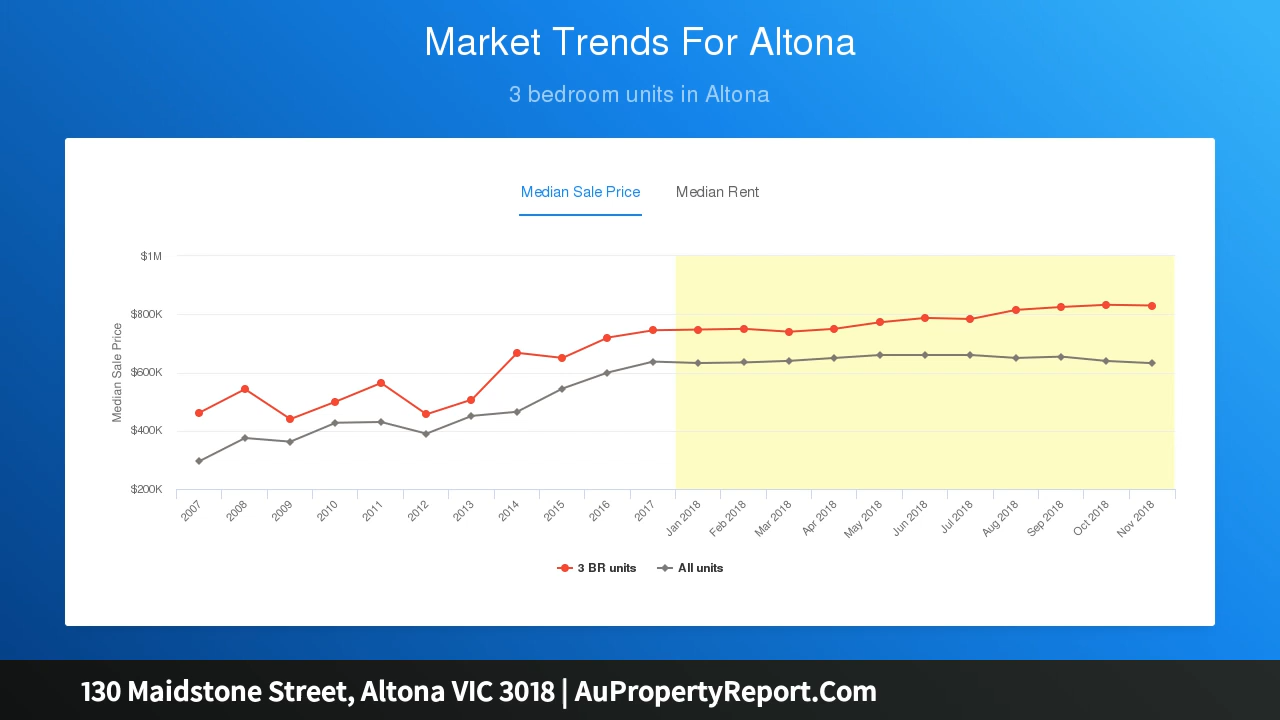 Market Trends For Altona
3 bedroom units in Altona
Median Sale Price
Median Rent
Median Sale Price
$1M
$800K
$600K
$400K
$200K
2007
2008
2009
2010
2011
2012
2013
2014
2015
2016
2017
Jan 2018
Feb 2018
Mar 2018
Apr 2018
May 2018
Jun 2018
Jul 2018
Aug 2018
Sep 2018
Oct 2018
Nov 2018
3 BR units
All units
130 Maidstone Street, Altona VIC 3018 | AuPropertyReport.Com